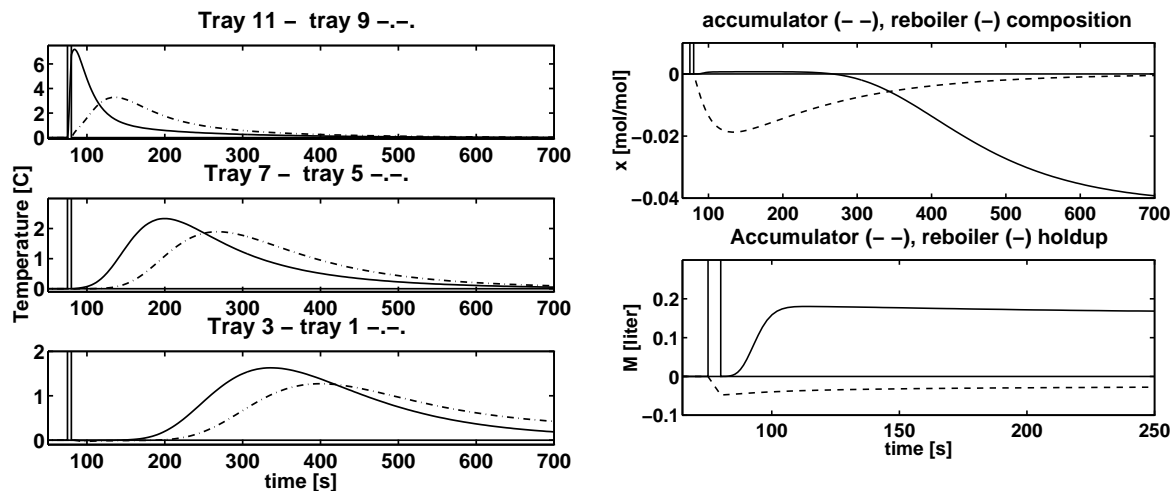 Tray 11 – tray 9 –.–.
6
4
2
0
100 200 300 400 500 600 700
Tray 7 – tray 5 –.–.
2
1
0
100 200 300 400 500 600 700
Tray 3 – tray 1 –.–.
2
1
0
100 200 300 400 500 600 700
time [s]
Temperature [C]
accumulator (– –), reboiler (–) composition
0
−0.02
−0.04
100 200 300 400 500 600 700
x [mol/mol]
Accumulator (– –), reboiler (–) holdup
0.2
0.1
0
−0.1
100 150 200 250
time [s]
M [liter]